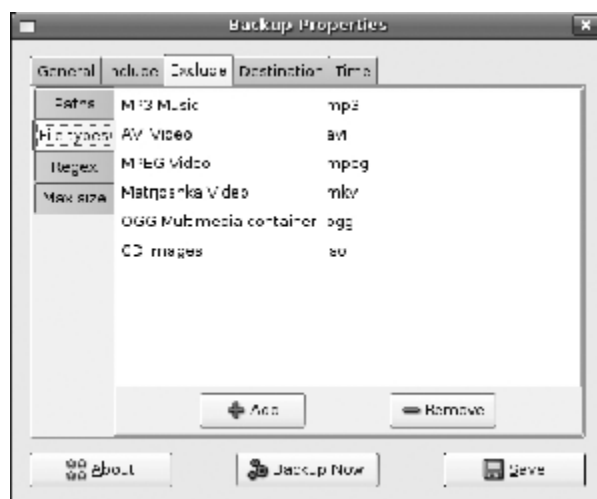 Backup Properties
General Include Exclude Destination Time
Paths
File types
Regex
Max size
MP3 Music mp3
AVI Video avi
MPEG Video mpeg
Matrjoshka Video mkv
OGG Multimedia container ogg
CD Images iso
Add Remove
About Backup Now Save